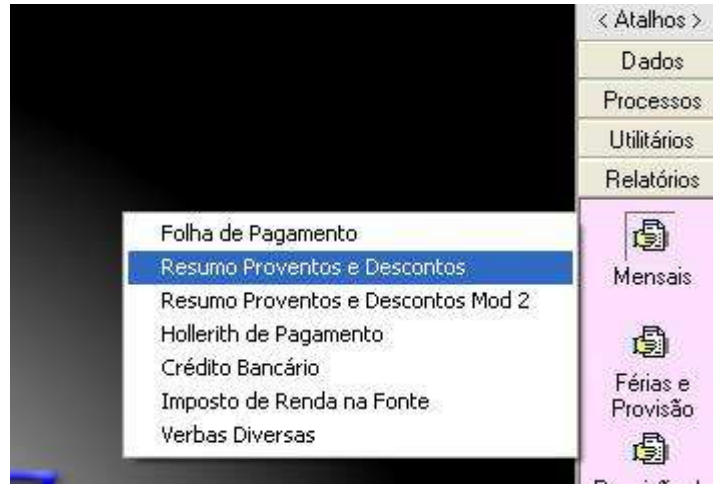 < Atalhos >
Dados
Processos
Utilitários
Relatórios
Folha de Pagamento
Resumo Proventos e Descontos
Resumo Proventos e Descontos Mod 2
Hollerith de Pagamento
Crédito Bancário
Imposto de Renda na Fonte
Verbas Diversas
Mensais
Férias e
Provisão